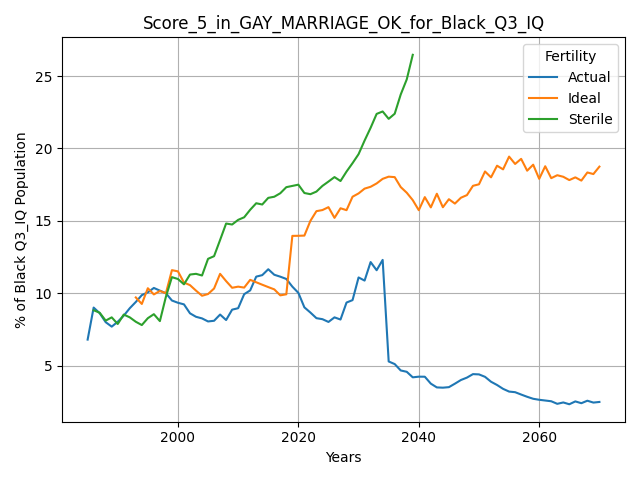 Score_5_in_GAY_MARRIAGE_OK_for_Black_Q3_IQ
Fertility
Actual
Ideal
Sterile
% of Black Q3_IQ Population
25
20
15
10
5
2000
2020
2040
2060
Years